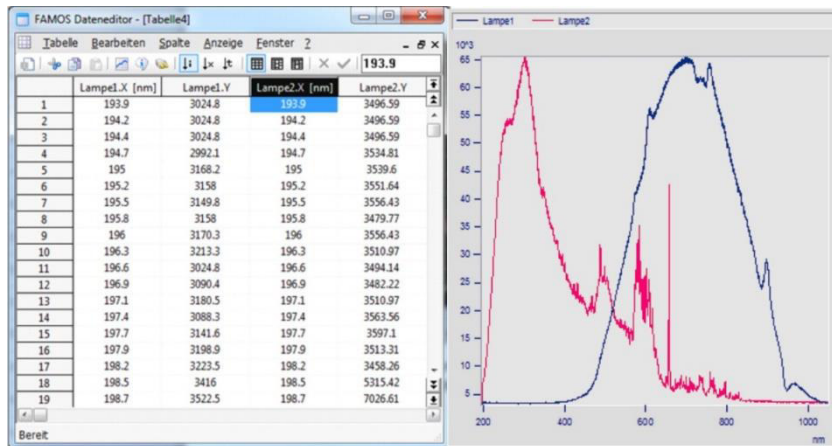 FAMOS Dateneditor - [Tabelle4]
Tabelle Bearbeiten Spalte Anzeige Fenster ?
193.9
Lampe1.X [nm] Lampe1.Y Lampe2.X [nm] Lampe2.Y
1 193.9 3024.8 193.9 3496.59
2 194.2 3024.8 194.2 3496.59
3 194.4 3024.8 194.4 3496.59
4 194.7 2992.1 194.7 3534.81
5 195 3168.2 195 3539.6
6 195.2 3158 195.2 3551.64
7 195.5 3149.8 195.5 3556.43
8 195.8 3158 195.8 3479.77
9 196 3170.3 196 3556.43
10 196.3 3213.3 196.3 3510.97
11 196.6 3024.8 196.6 3494.14
12 196.9 3090.4 196.9 3482.22
13 197.1 3180.5 197.1 3510.97
14 197.4 3088.3 197.4 3563.56
15 197.7 3141.6 197.7 3597.1
16 197.9 3198.9 197.9 3513.31
17 198.2 3223.5 198.2 3458.26
18 198.5 3416 198.5 5315.42
19 198.7 3522.5 198.7 7026.61
Bereit
Lampe1 Lampe2
10^3
65
60
55
50
45
40
35
30
25
20
15
10
5
200 400 600 800 1000
nm